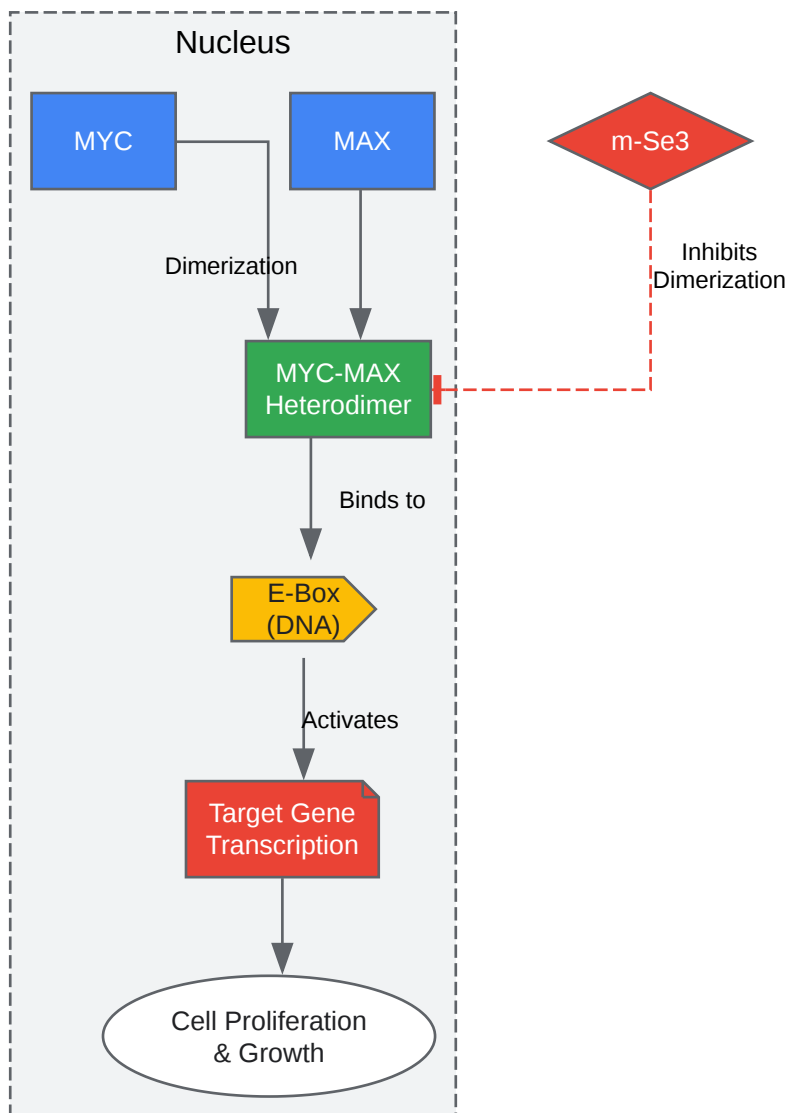 Nucleus
MYC
MAX
m-Se3
Dimerization
Inhibits
Dimerization
MYC-MAX
Heterodimer
Binds to
E-Box
(DNA)
Activates
Target Gene
Transcription
Cell Proliferation
& Growth